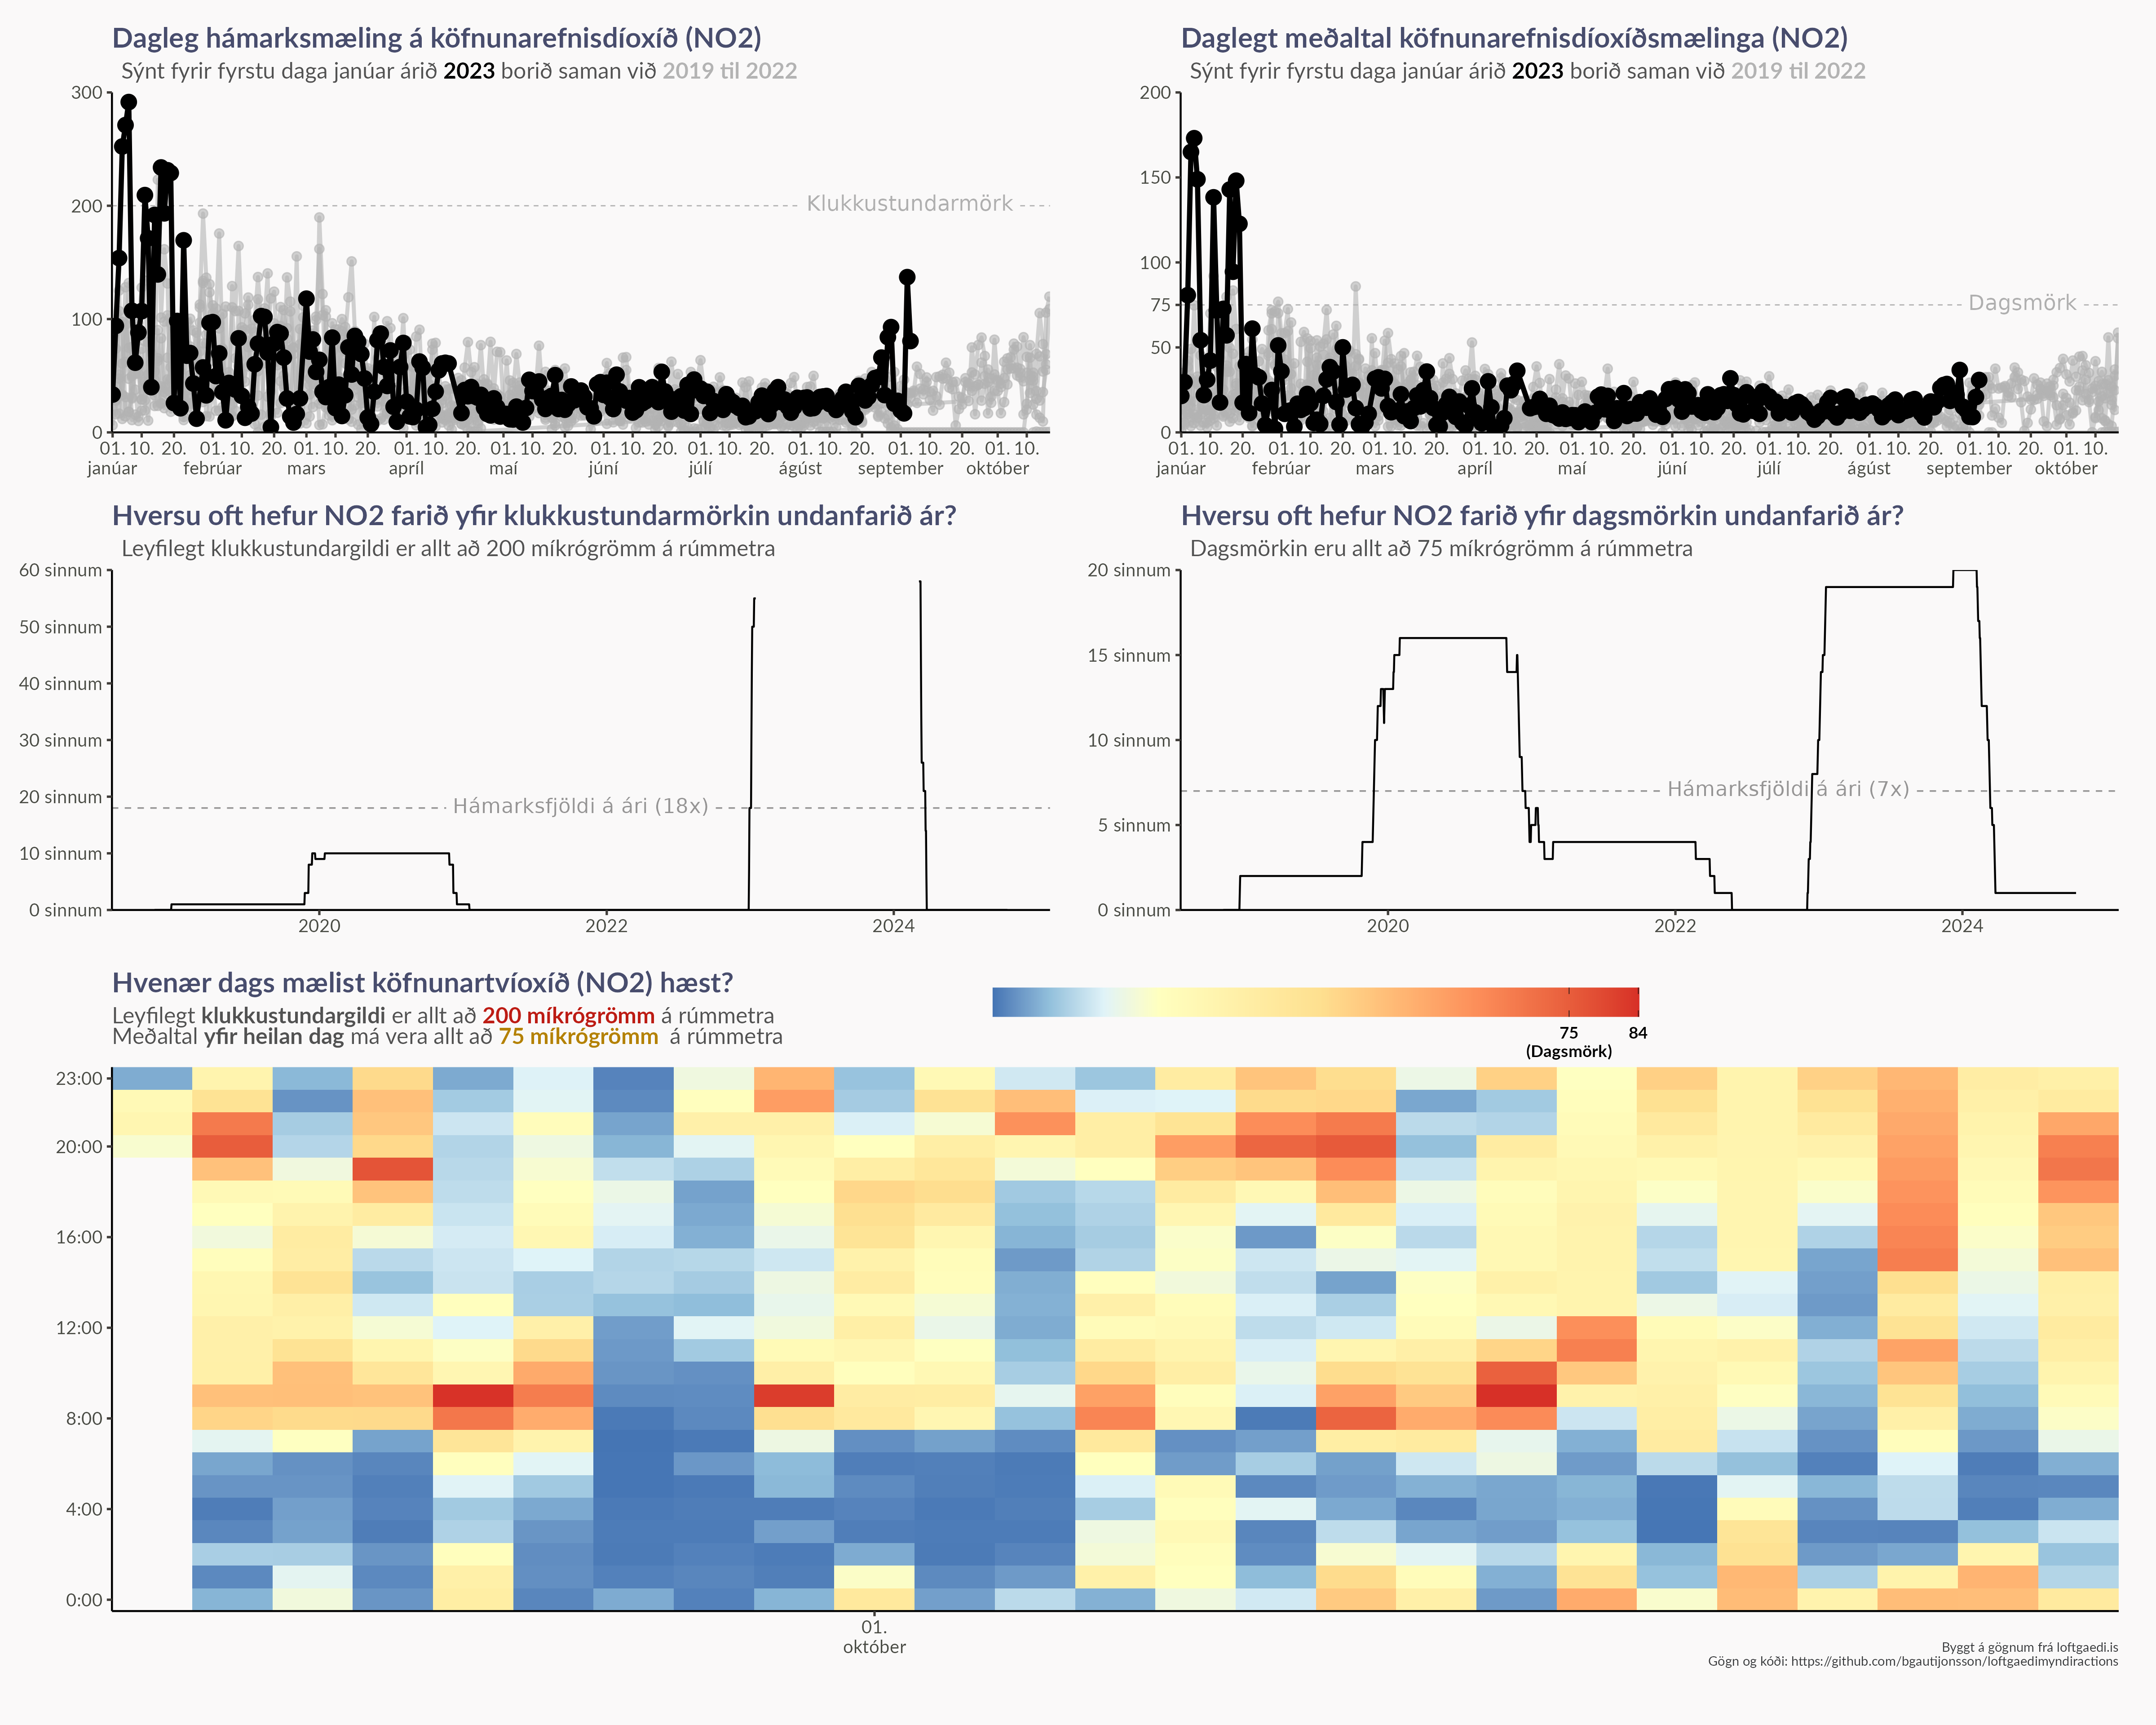 Dagleg hámarksmæling á köfnunarefnisdíoxíð (NO2)
Sýnt fyrir fyrstu daga janúar árið 2023 borið saman við 2019 til 2022
300
200
100
0
Klukkustundarmörk
01. 10. 20. 01. 10. 20. 01. 10. 20. 01. 10. 20. 01. 10. 20. 01. 10. 20. 01. 10. 20. 01. 10. 20. 01. 10. 20. 01. 10.
janúar febrúar mars apríl maí júní júlí ágúst september október
Daglegt meðaltal köfnunarefnisdíoxíðsmælinga (NO2)
Sýnt fyrir fyrstu daga janúar árið 2023 borið saman við 2019 til 2022
200
150
100
75
50
0
Dagsmörk
01. 10. 20. 01. 10. 20. 01. 10. 20. 01. 10. 20. 01. 10. 20. 01. 10. 20. 01. 10. 20. 01. 10. 20. 01. 10. 20. 01. 10.
janúar febrúar mars apríl maí júní júlí ágúst september október
Hversu oft hefur NO2 farið yfir klukkustundarmörkin undanfarið ár?
Leyfilegt klukkustundargildi er allt að 200 míkrógrömm á rúmmetra
60 sinnum
50 sinnum
40 sinnum
30 sinnum
20 sinnum
10 sinnum
0 sinnum
Hámarksfjöldi á ári (18x)
2020 2022 2024
Hversu oft hefur NO2 farið yfir dagsmörkin undanfarið ár?
Dagsmörkin eru allt að 75 míkrógrömm á rúmmetra
20 sinnum
15 sinnum
10 sinnum
5 sinnum
0 sinnum
Hámarksfjöldi á ári (7x)
2020 2022 2024
Hvenær dags mælist köfnunartvíoxíð (NO2) hæst?
Leyfilegt klukkustundargildi er allt að 200 míkrógrömm á rúmmetra
Meðaltal yfir heilan dag má vera allt að 75 míkrógrömm á rúmmetra
75 84
(Dagsmörk)
23:00
20:00
16:00
12:00
8:00
4:00
0:00
01.
október
Byggt á gögnum frá loftgaedi.is
Gögn og kóði: https://github.com/bgautijonsson/loftgaedimyndiractions